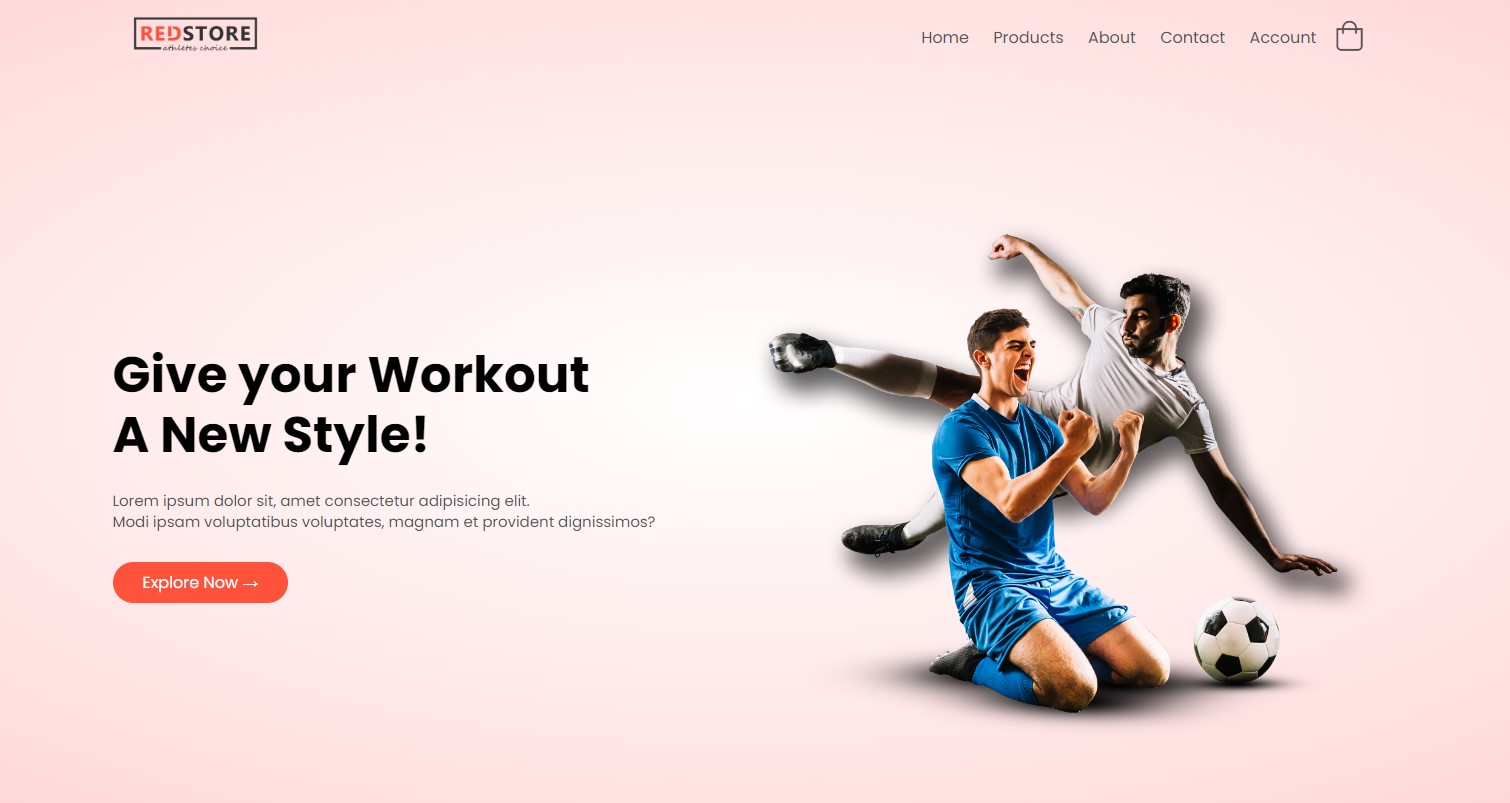 REDSTORE
athletes choice
Home Products About Contact Account
Give your Workout
A New Style!
Lorem ipsum dolor sit, amet consectetur adipisicing elit.
Modi ipsam voluptatibus voluptates, magnam et provident dignissimos?
Explore Now →